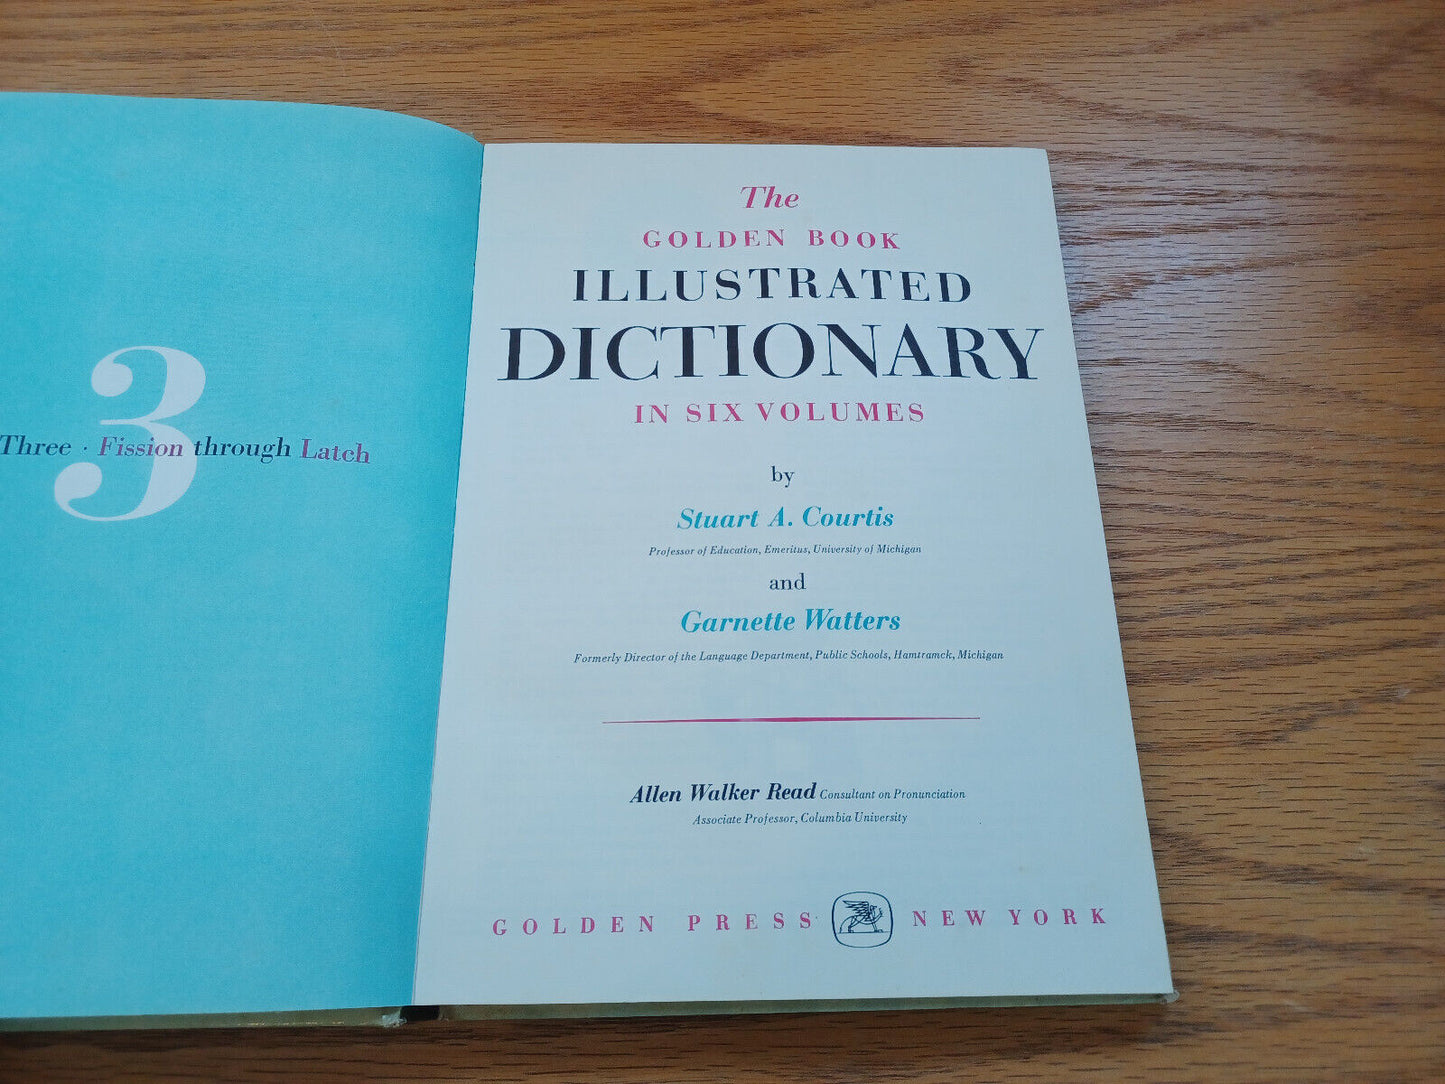 3
Three · Fission through Latch
The
GOLDEN BOOK
ILLUSTRATED
DICTIONARY
IN SIX VOLUMES
by
Stuart A. Courtis
Professor of Education, Emeritus, University of Michigan
and
Garnette Watters
Formerly Director of the Language Department, Public Schools, Hamtramck, Michigan
Allen Walker Read Consultant on Pronunciation
Associate Professor, Columbia University
GOLDEN PRESS NEW YORK